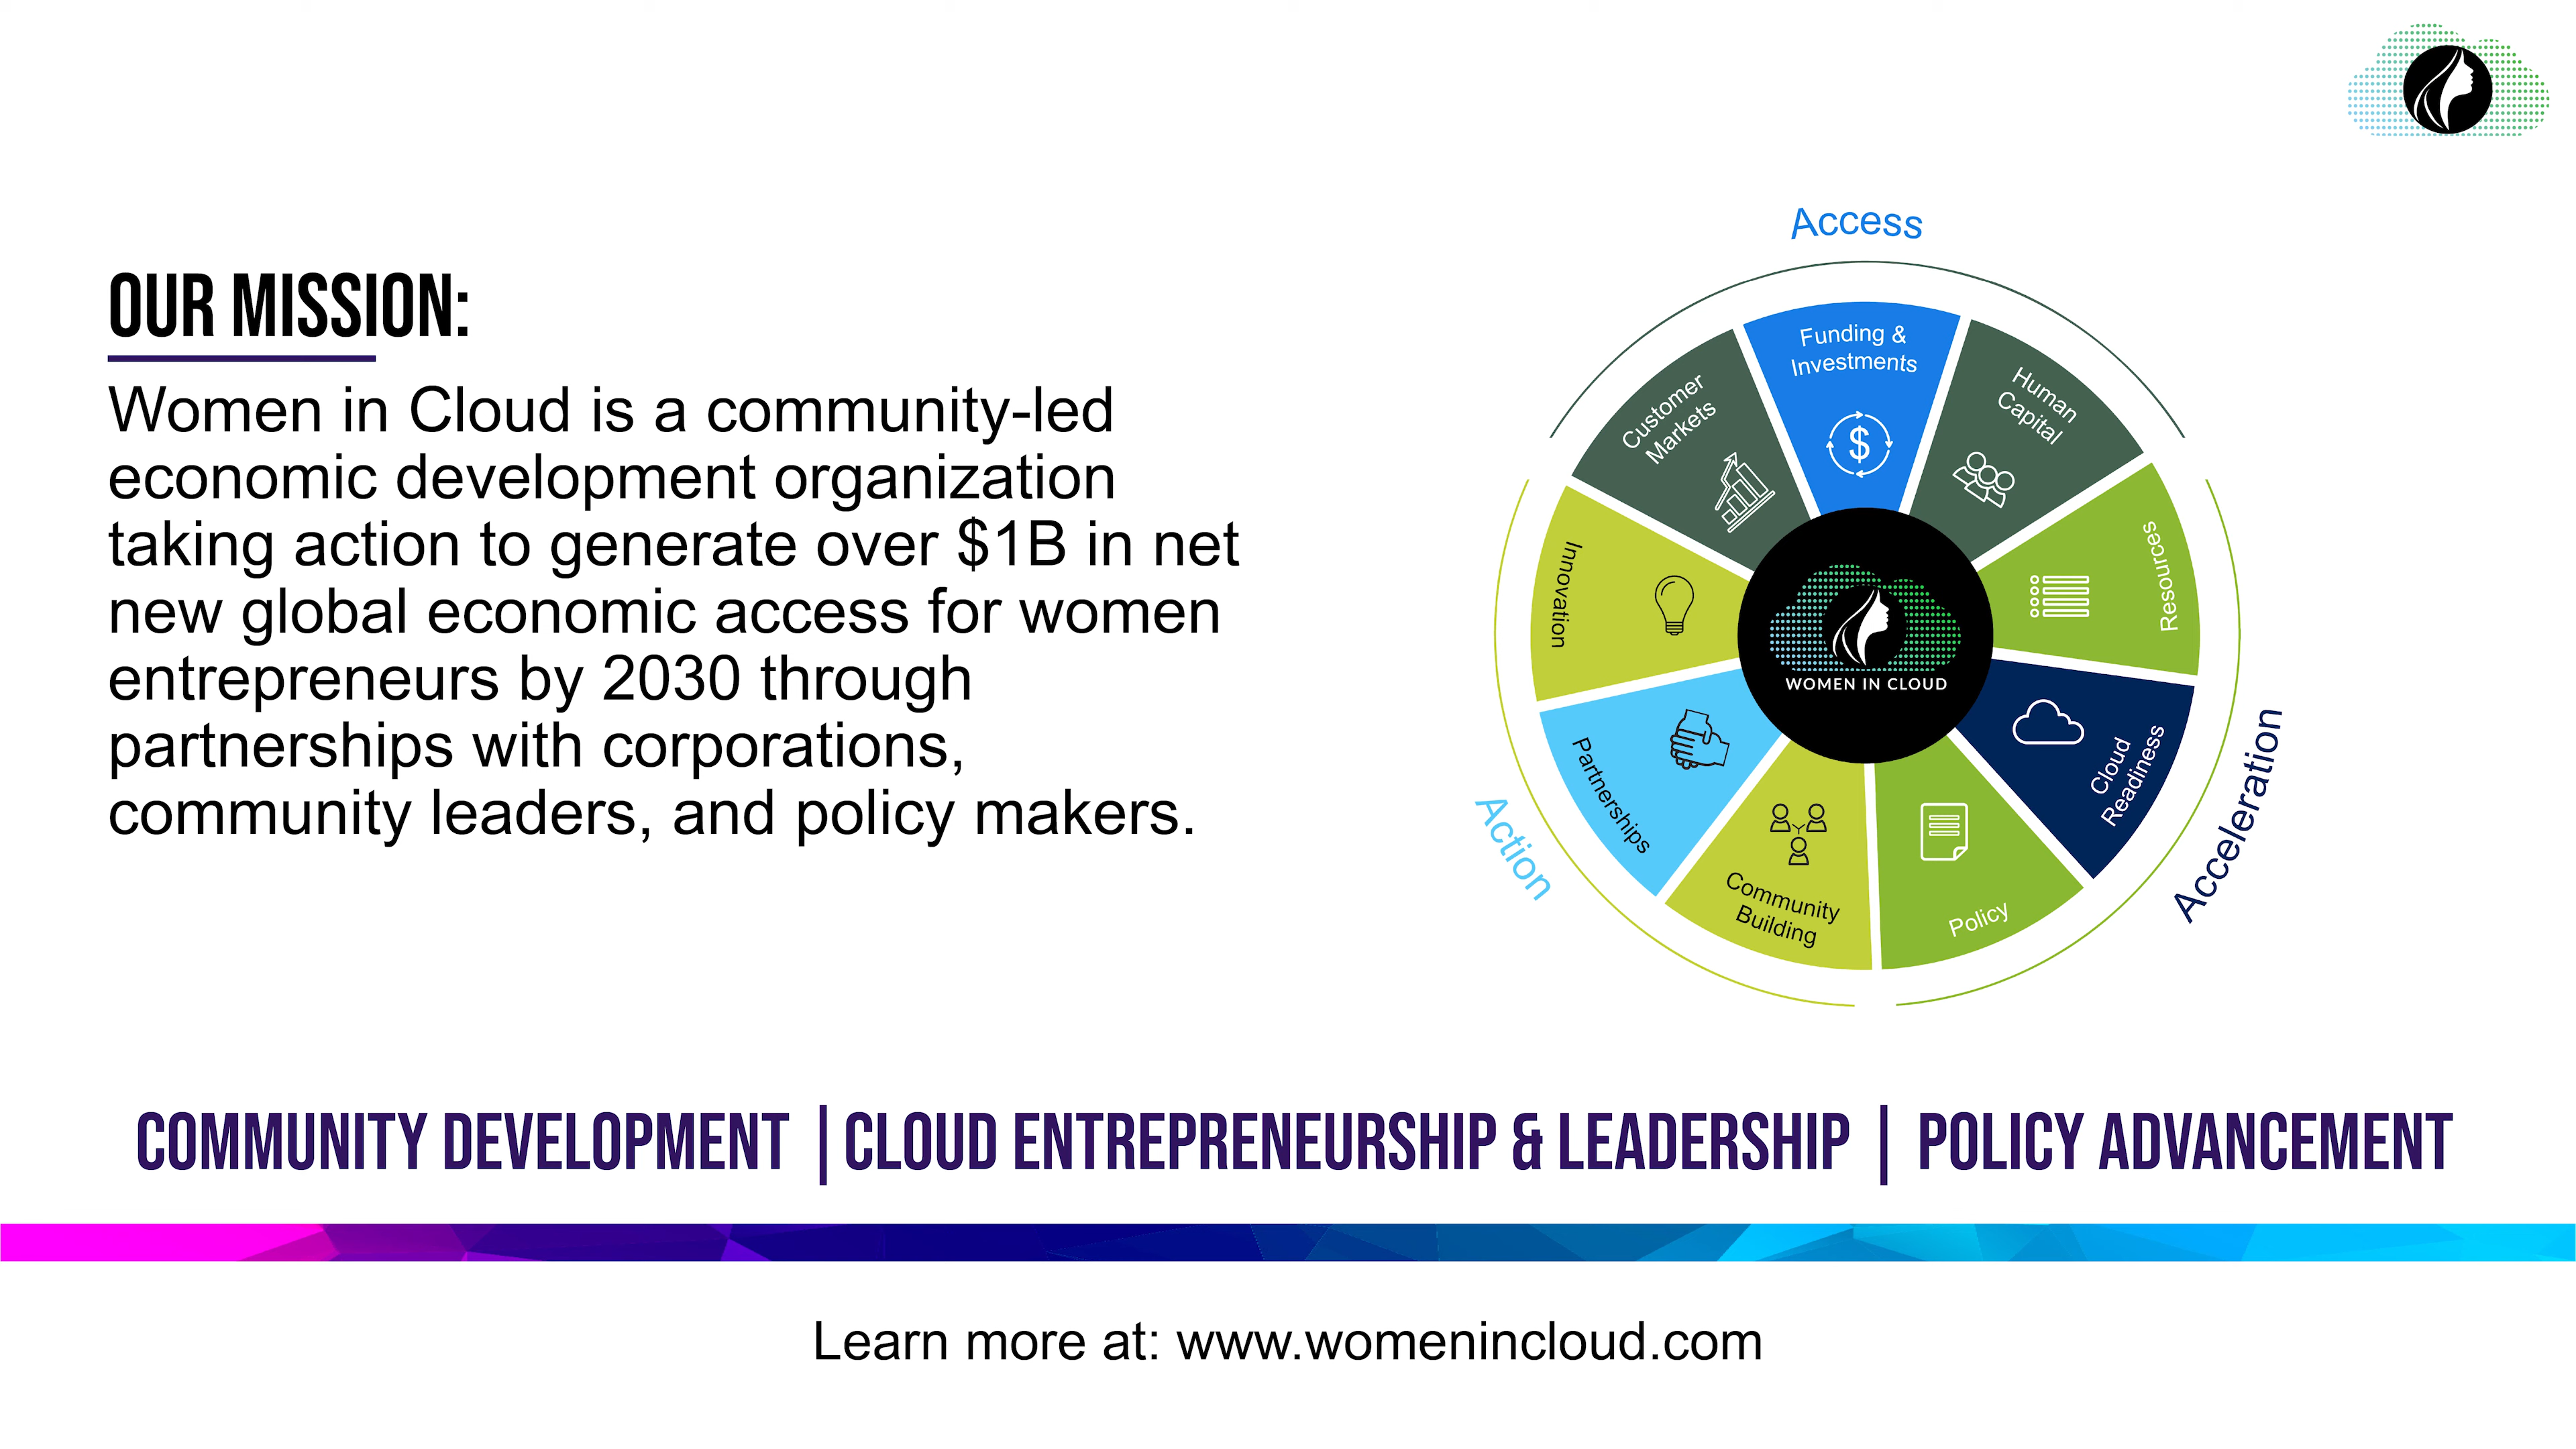 OUR MISSION:
Women in Cloud is a community-led
economic development organization
taking action to generate over $1B in net
new global economic access for women
entrepreneurs by 2030 through
partnerships with corporations,
community leaders, and policy makers.
Access
Funding &
Investments
Human
Capital
Resources
Cloud
Readiness
Policy
Community
Building
Partnerships
Innovation
Customer
Markets
$
WOMEN IN CLOUD
Action
Acceleration
COMMUNITY DEVELOPMENT | CLOUD ENTREPRENEURSHIP & LEADERSHIP | POLICY ADVANCEMENT
Learn more at: www.womenincloud.com